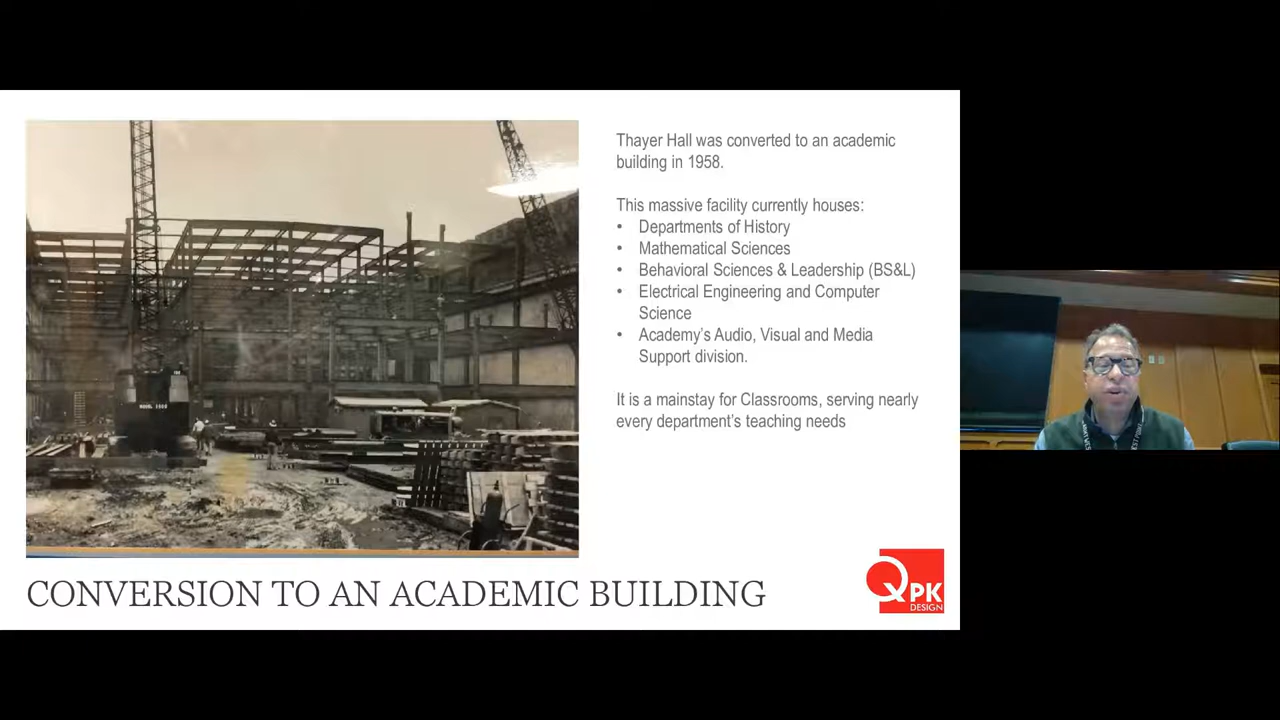 Thayer Hall was converted to an academic
building in 1958.
This massive facility currently houses:
• Departments of History
• Mathematical Sciences
• Behavioral Sciences & Leadership (BS&L)
• Electrical Engineering and Computer
Science
• Academy's Audio, Visual and Media
Support division.
It is a mainstay for Classrooms, serving nearly
every department's teaching needs
CONVERSION TO AN ACADEMIC BUILDING
QPK
DESIGN